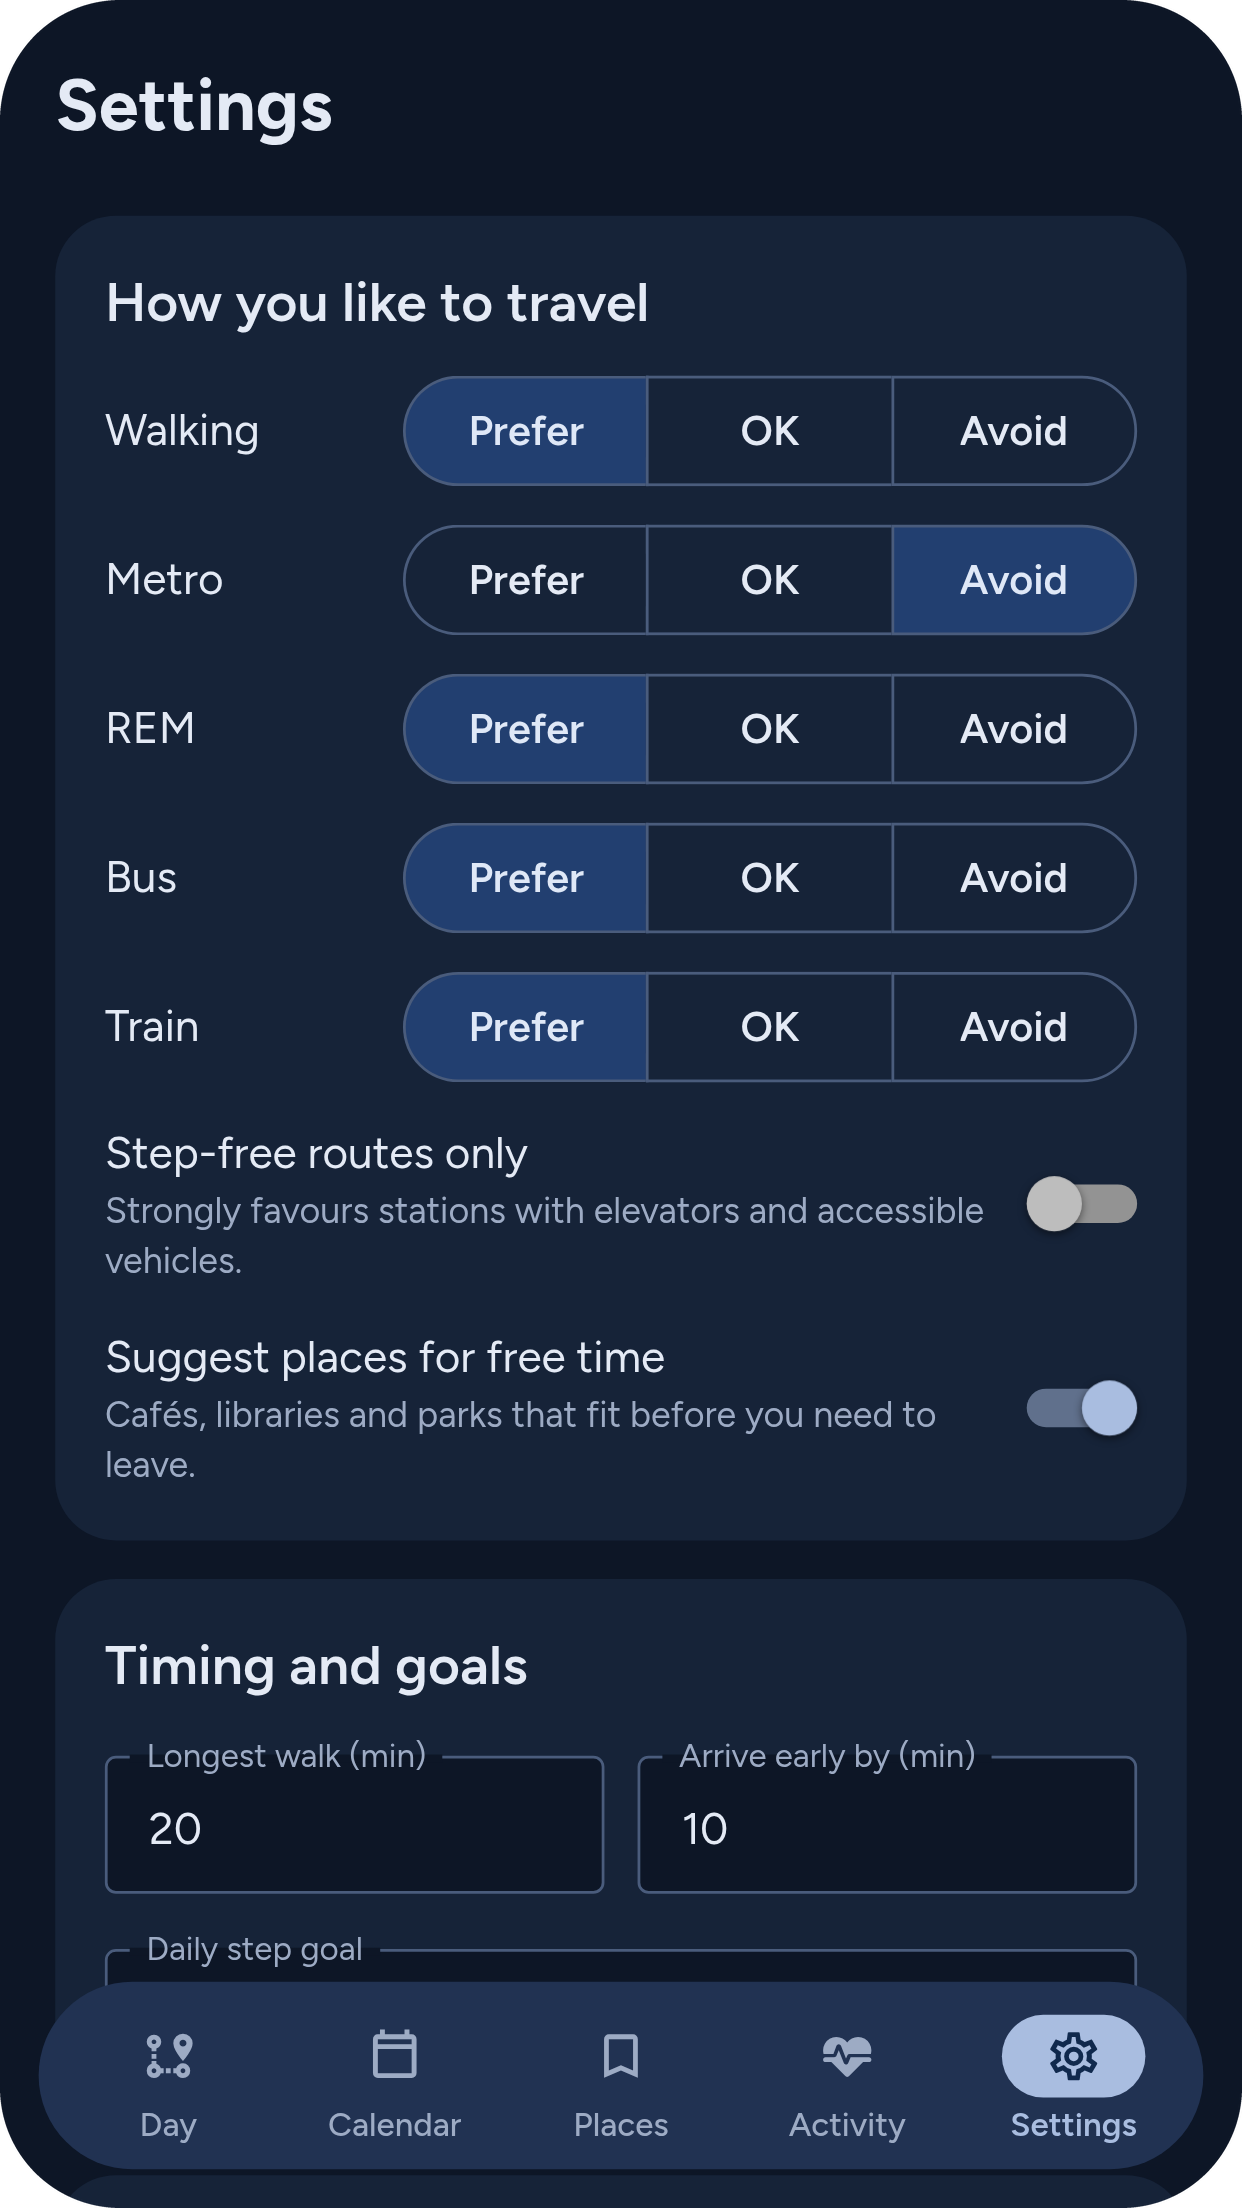 Settings
How you like to travel
Walking Prefer OK Avoid
Metro Prefer OK Avoid
REM Prefer OK Avoid
Bus Prefer OK Avoid
Train Prefer OK Avoid
Step-free routes only
Strongly favours stations with elevators and accessible
vehicles.
Suggest places for free time
Cafés, libraries and parks that fit before you need to
leave.
Timing and goals
Longest walk (min) Arrive early by (min)
20 10
Daily step goal
Day Calendar Places Activity Settings